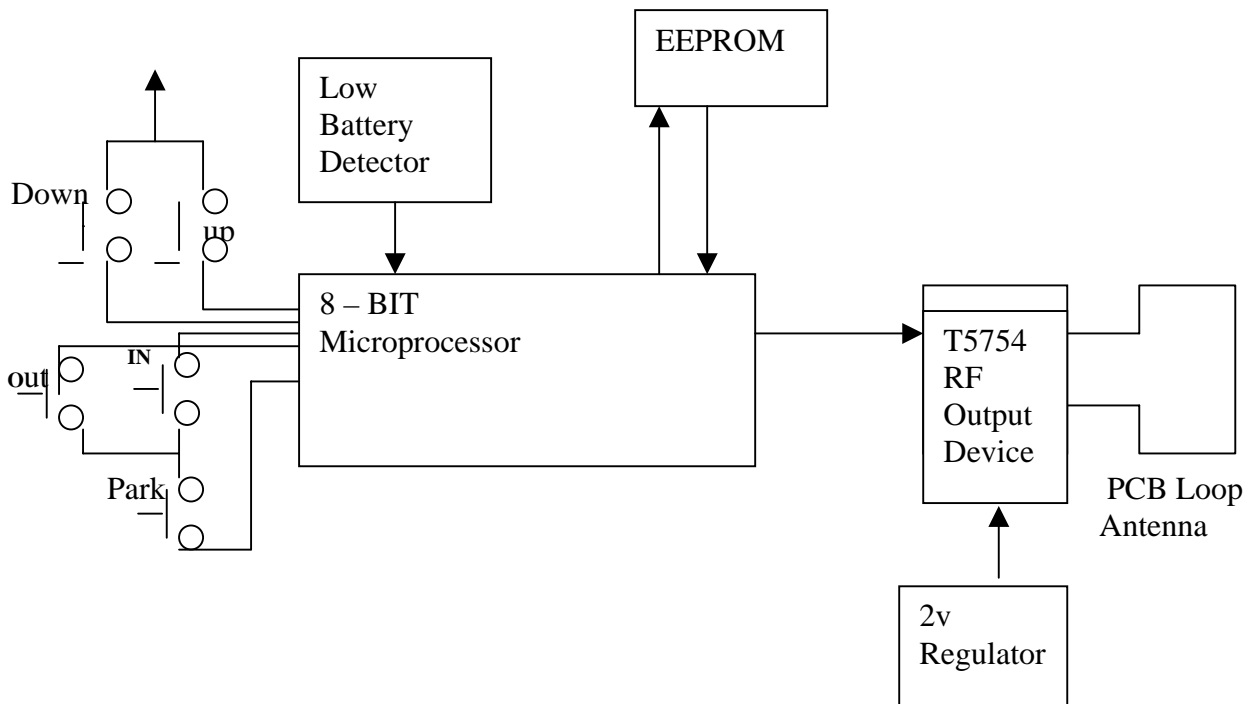 EEPROM
Low
Battery
Detector
Down
up
8 – BIT
Microprocessor
IN
out
T5754
RF
Output
Device
Park
PCB Loop
Antenna
2v
Regulator